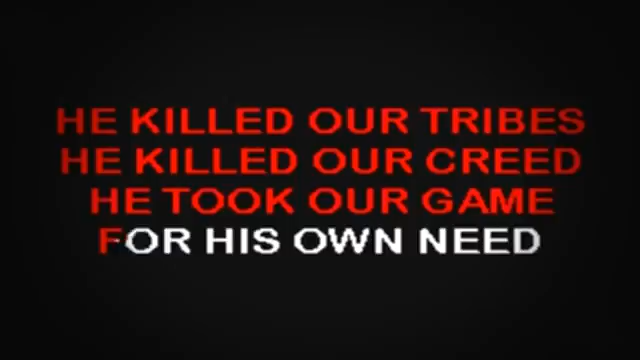 HE KILLED OUR TRIBES
HE KILLED OUR CREED
HE TOOK OUR GAME
FOR HIS OWN NEED